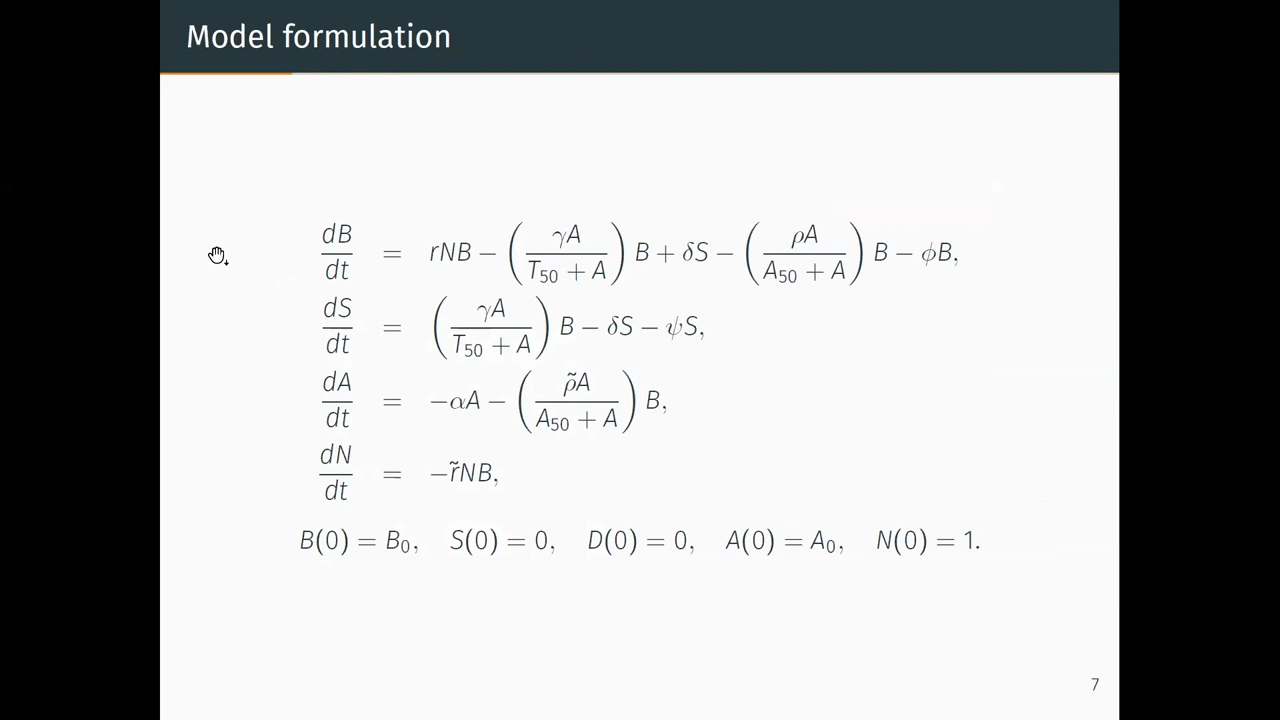 Model formulation
dB/dt = rNB − (γA/(T₅₀ + A)) B + δS − (ρA/(A₅₀ + A)) B − ϕB,
dS/dt = (γA/(T₅₀ + A)) B − δS − ψS,
dA/dt = −αA − (ρ̃A/(A₅₀ + A)) B,
dN/dt = −r̃NB,
B(0) = B₀, S(0) = 0, D(0) = 0, A(0) = A₀, N(0) = 1.
7